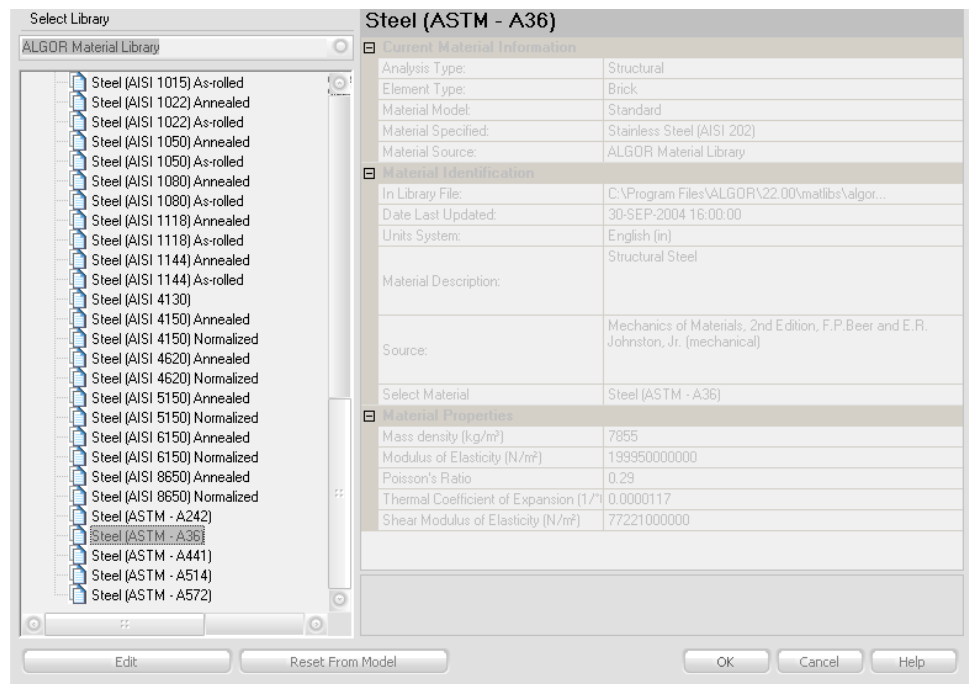 Select Library
ALGOR Material Library
Steel (AISI 1015) As-rolled
Steel (AISI 1022) Annealed
Steel (AISI 1022) As-rolled
Steel (AISI 1050) Annealed
Steel (AISI 1050) As-rolled
Steel (AISI 1080) Annealed
Steel (AISI 1080) As-rolled
Steel (AISI 1118) Annealed
Steel (AISI 1118) As-rolled
Steel (AISI 1144) Annealed
Steel (AISI 1144) As-rolled
Steel (AISI 4130)
Steel (AISI 4150) Annealed
Steel (AISI 4150) Normalized
Steel (AISI 4620) Annealed
Steel (AISI 4620) Normalized
Steel (AISI 5150) Annealed
Steel (AISI 5150) Normalized
Steel (AISI 6150) Annealed
Steel (AISI 6150) Normalized
Steel (AISI 8650) Annealed
Steel (AISI 8650) Normalized
Steel (ASTM - A242)
Steel (ASTM - A36)
Steel (ASTM - A441)
Steel (ASTM - A514)
Steel (ASTM - A572)
Steel (ASTM - A36)
Current Material Information
Analysis Type: Structural
Element Type: Brick
Material Model: Standard
Material Specified: Stainless Steel (AISI 202)
Material Source: ALGOR Material Library
Material Identification
In Library File: C:\Program Files\ALGOR\22.00\matlibs\algor...
Date Last Updated: 30-SEP-2004 16:00:00
Units System: English (in)
Material Description: Structural Steel
Source: Mechanics of Materials, 2nd Edition, F.P.Beer and E.R.
Johnston, Jr. (mechanical)
Select Material Steel (ASTM - A36)
Material Properties
Mass density (kg/m³) 7855
Modulus of Elasticity (N/m²) 199950000000
Poisson's Ratio 0.29
Thermal Coefficient of Expansion (1/° 0.0000117
Shear Modulus of Elasticity (N/m²) 77221000000
Edit Reset From Model OK Cancel Help